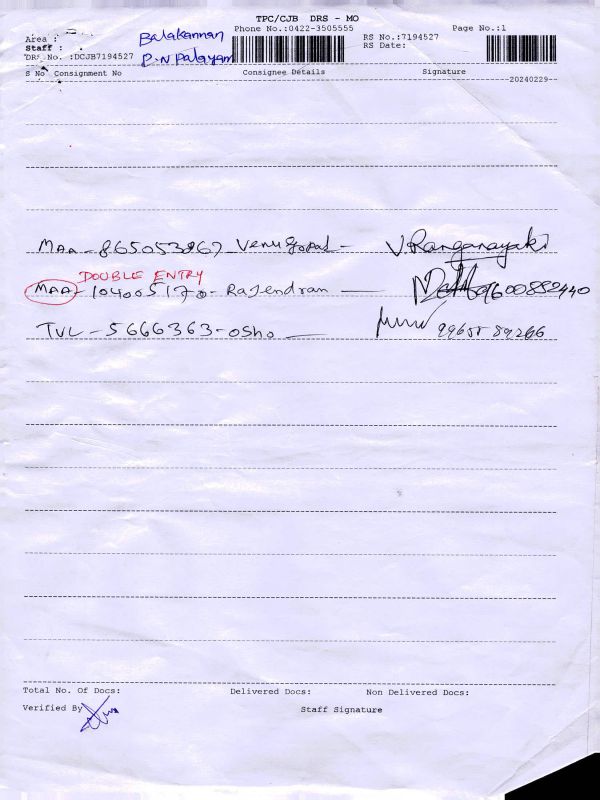 TPC/CJB DRS - MO
Phone No.:0422-3505555
Page No.:1
Area :
Balakannan
RS No.:7194527
Staff :
RS Date:
DRS No. :DCJB7194527
P.N Palayam
S No Consignment No Consignee Details Signature
20240229
MAA-865053867-Venugopal- V.Ranganayaki
DOUBLE ENTRY
MAA-104005170-Rajendran 9600882440
TVL-5666363-Osho
Total No. Of Docs: Delivered Docs: Non Delivered Docs:
Verified By
Staff Signature